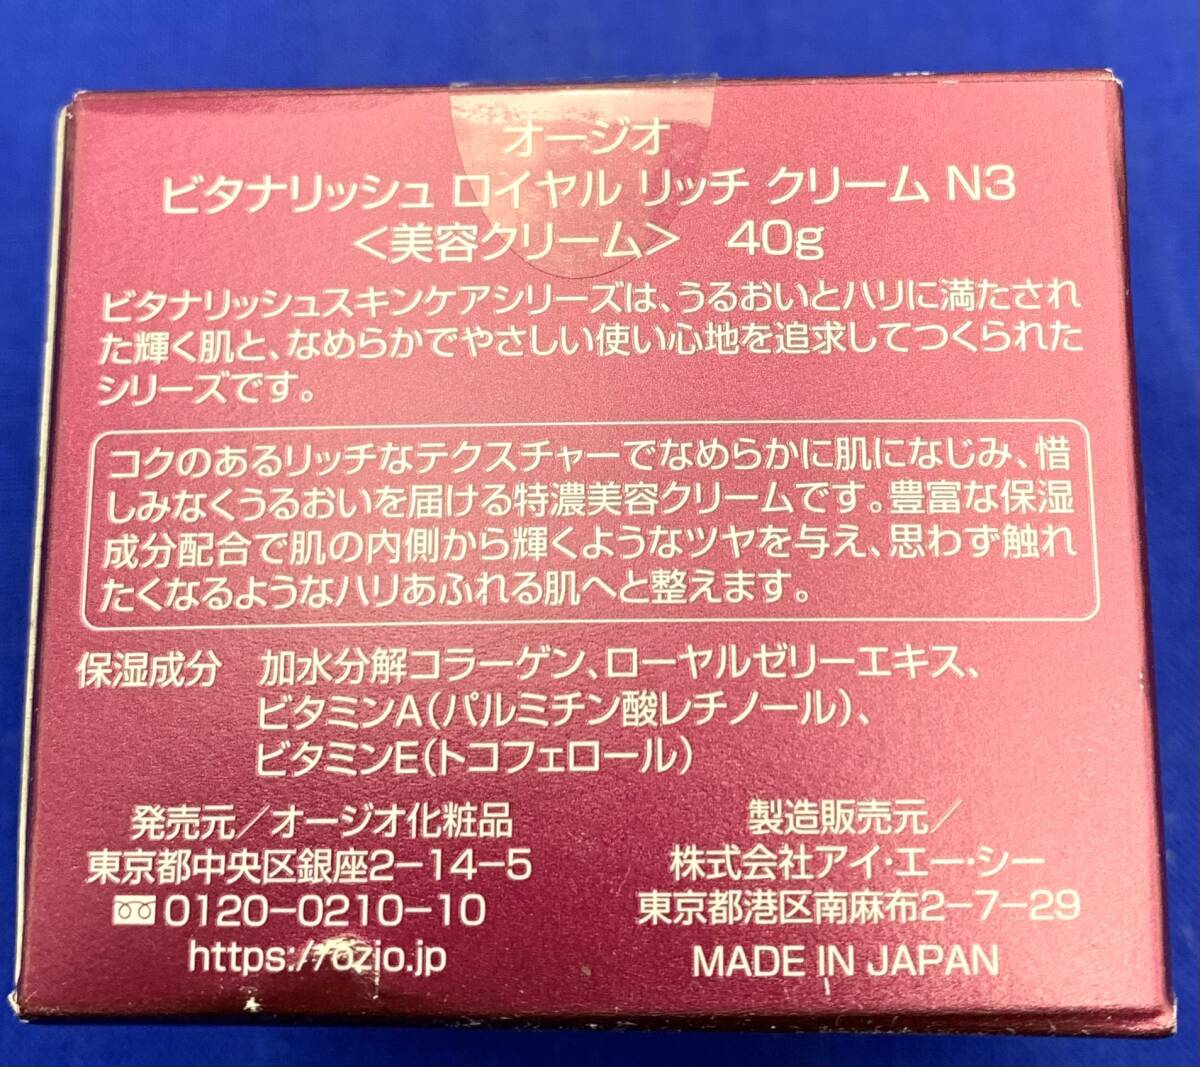 オージオ
ビタナリッシュ ロイヤル リッチ クリーム N3
＜美容クリーム＞ 40g
ビタナリッシュスキンケアシリーズは、うるおいとハリに満たされ
た輝く肌と、なめらかでやさしい使い心地を追求してつくられた
シリーズです。
コクのあるリッチなテクスチャーでなめらかに肌になじみ、惜
しみなくうるおいを届ける特濃美容クリームです。豊富な保湿
成分配合で肌の内側から輝くようなツヤを与え、思わず触れ
たくなるようなハリあふれる肌へと整えます。
保湿成分 加水分解コラーゲン、ローヤルゼリーエキス、
ビタミンA（パルミチン酸レチノール）、
ビタミンE（トコフェロール）
発売元／オージオ化粧品
東京都中央区銀座2−14−5
0120−0210−10
https://ozio.jp
製造販売元／
株式会社アイ・エー・シー
東京都港区南麻布2−7−29
MADE IN JAPAN